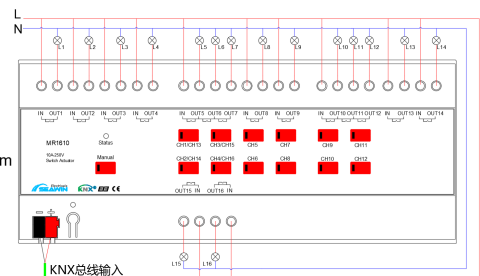 L
N
L1 L2 L3 L4 L5 L6 L7 L8 L9 L10 L11 L12 L13 L14
IN OUT1 IN OUT2 IN OUT3 IN OUT4 IN OUT5 OUT6 OUT7 IN OUT8 IN OUT9 IN OUT10 OUT11 OUT12 IN OUT13 IN OUT14
MR1610
10A 250V
Switch Actuator
Status
Manual
CH1/CH13 CH3/CH15 CH5 CH7 CH9 CH11
CH2/CH14 CH4/CH16 CH6 CH8 CH10 CH12
KNX
CE
OUT15 IN OUT16 IN
m
L15 L16
KNX总线输入